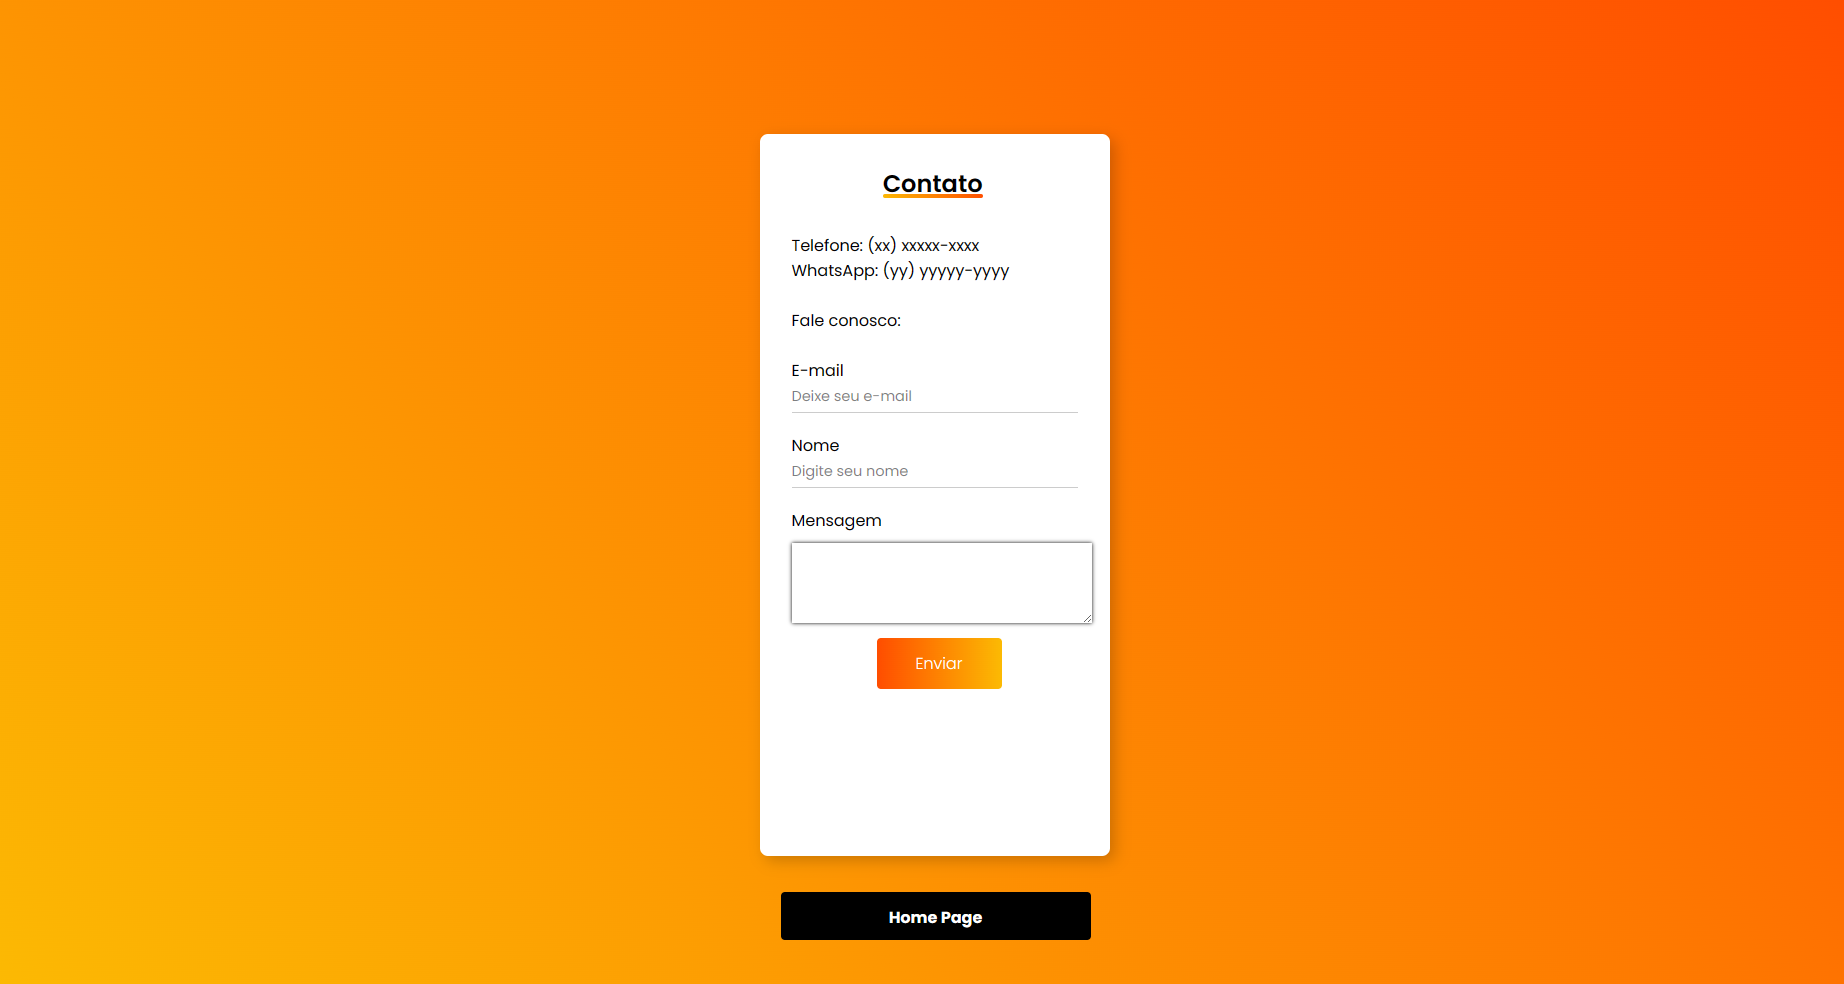 Contato
Telefone: (xx) xxxxx-xxxx
WhatsApp: (yy) yyyyy-yyyy
Fale conosco:
E-mail
Deixe seu e-mail
Nome
Digite seu nome
Mensagem
Enviar
Home Page